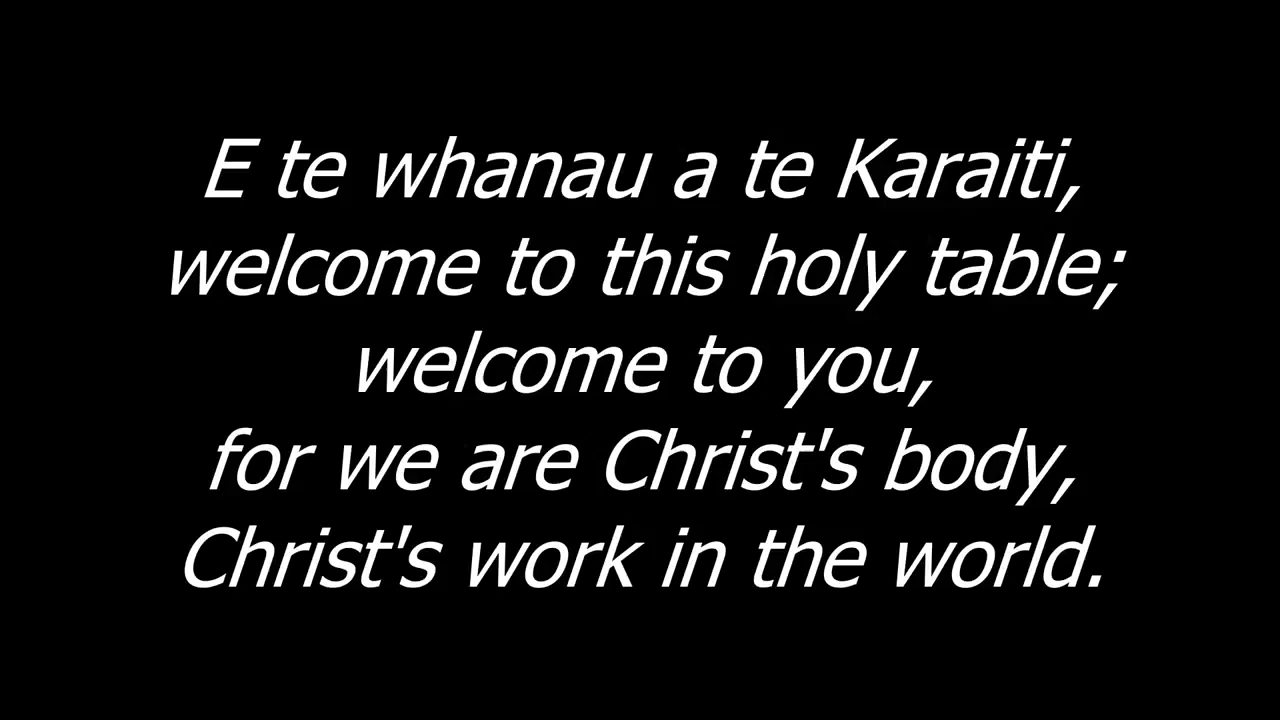 E te whanau a te Karaiti,
welcome to this holy table;
welcome to you,
for we are Christ's body,
Christ's work in the world.